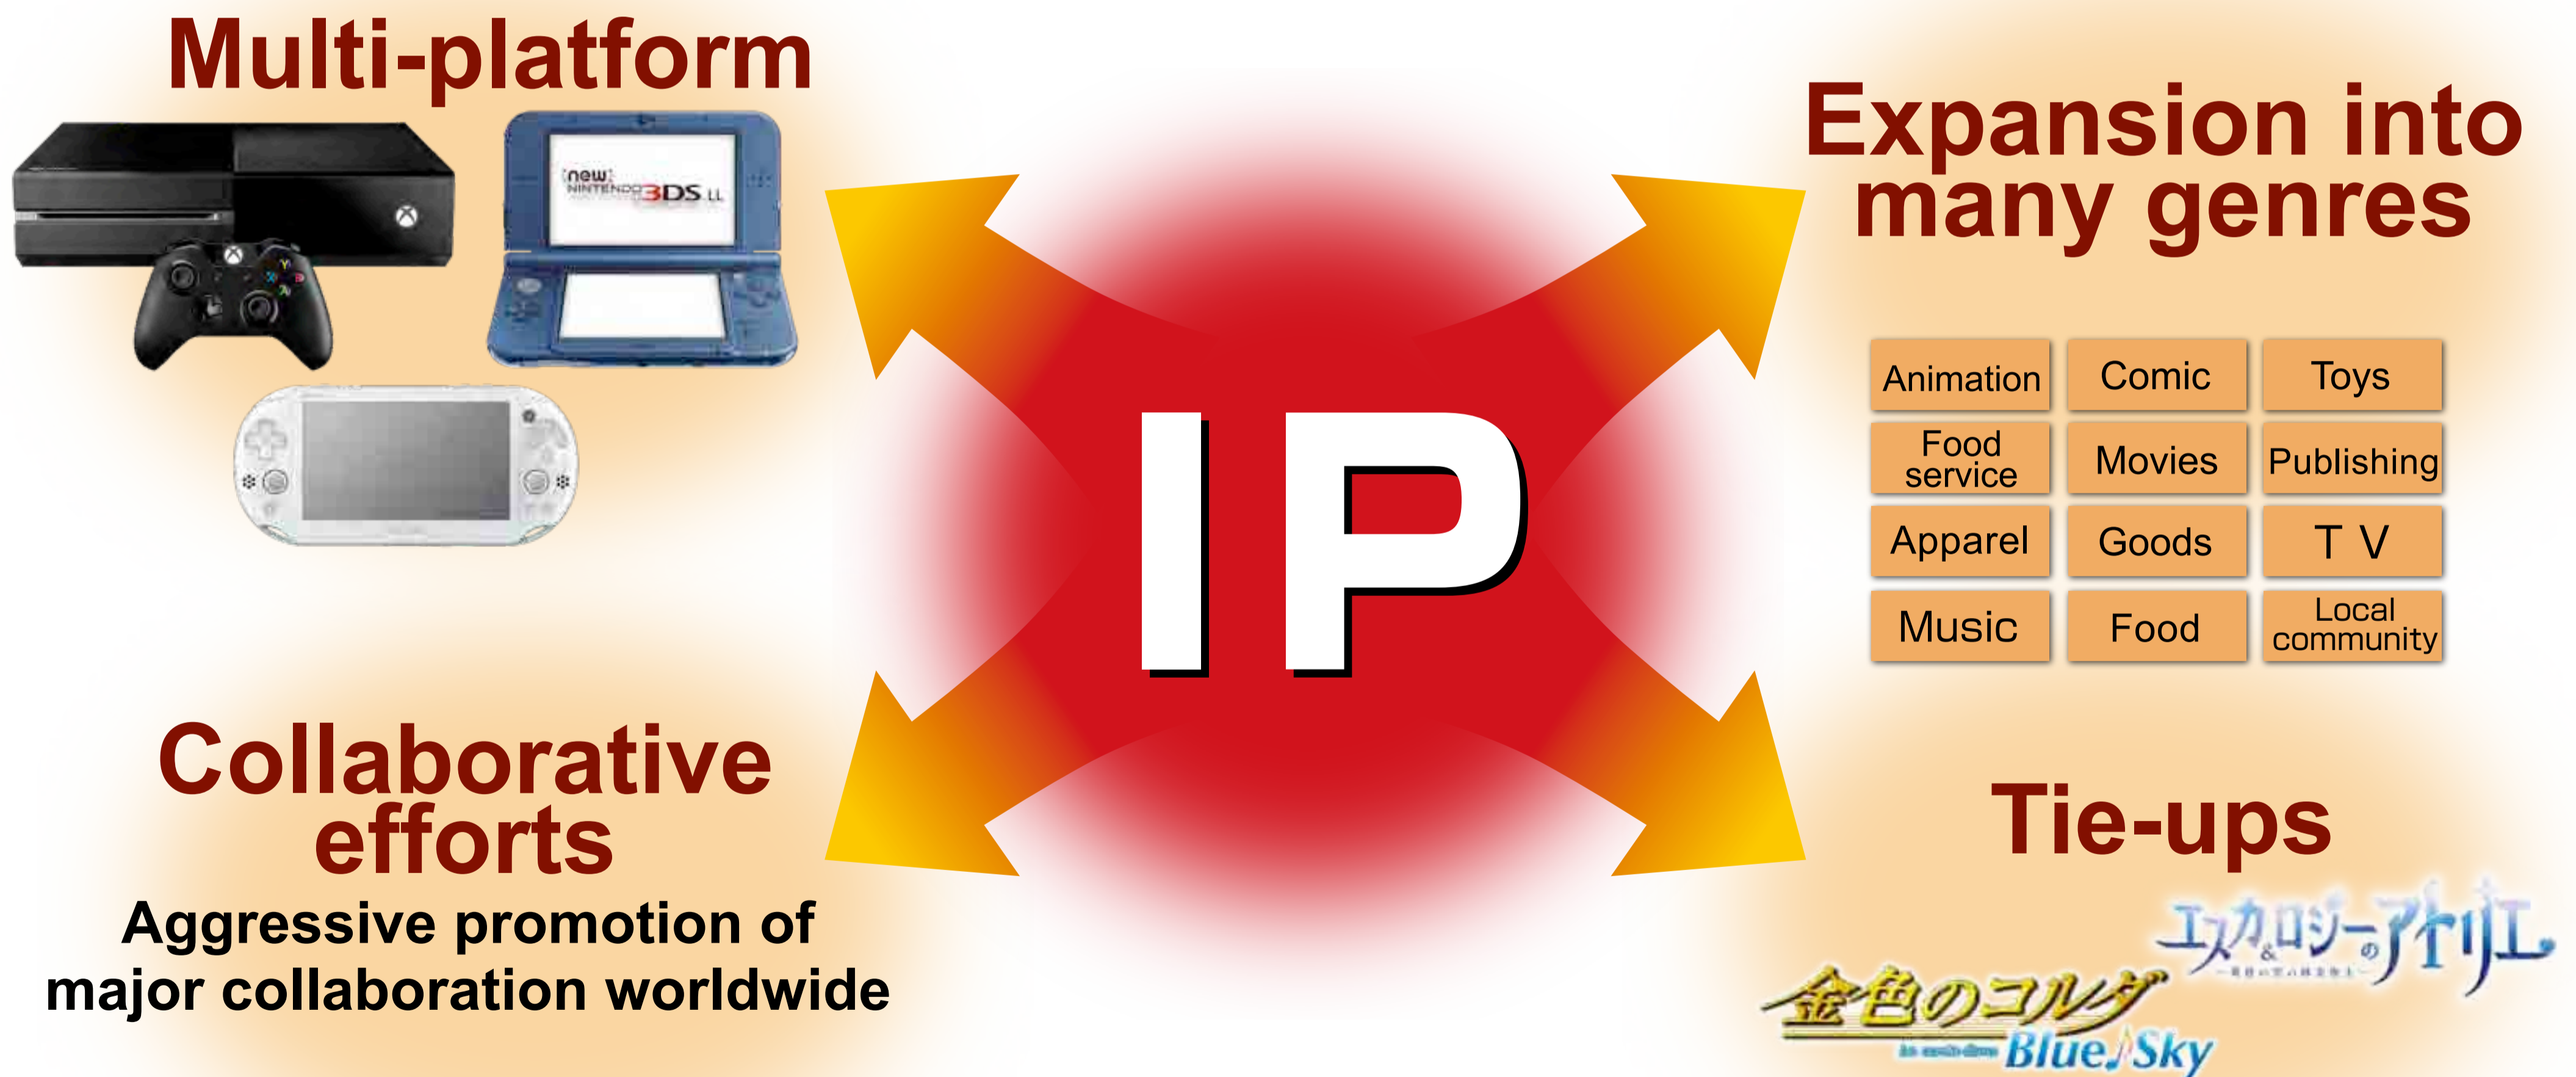 Multi-platform
new
NINTENDO 3DS LL
Y
X
B
A
Expansion into
many genres
Animation
Comic
Toys
Food
service
Movies
Publishing
Apparel
Goods
T V
Music
Food
Local
community
IP
Collaborative
efforts
Aggressive promotion of
major collaboration worldwide
Tie-ups
エスカ&ロジーのアトリエ
金色のコルダ
Blue♪Sky